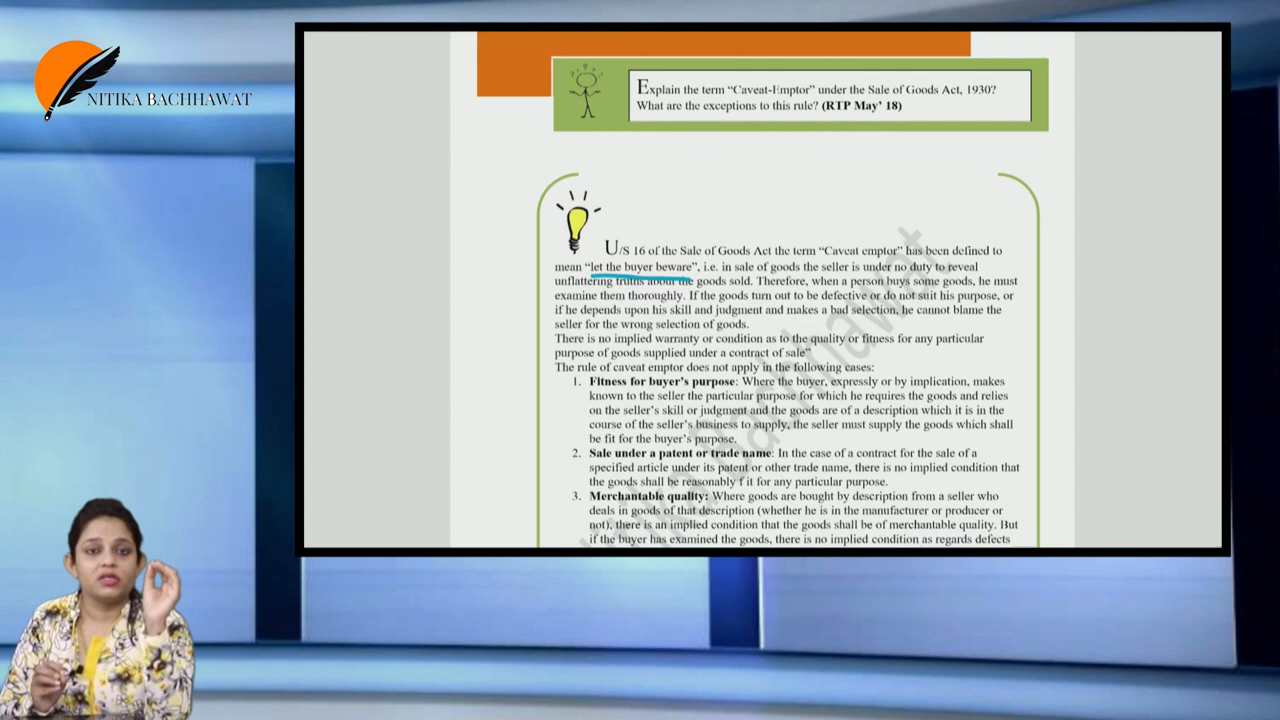 NITIKA BACHHAWAT
Explain the term “Caveat-Emptor” under the Sale of Goods Act, 1930?
What are the exceptions to this rule? (RTP May’ 18)
U/S 16 of the Sale of Goods Act the term “Caveat emptor” has been defined to
mean “let the buyer beware”, i.e. in sale of goods the seller is under no duty to reveal
unflattering truths about the goods sold. Therefore, when a person buys some goods, he must
examine them thoroughly. If the goods turn out to be defective or do not suit his purpose, or
if he depends upon his skill and judgment and makes a bad selection, he cannot blame the
seller for the wrong selection of goods.
There is no implied warranty or condition as to the quality or fitness for any particular
purpose of goods supplied under a contract of sale”
The rule of caveat emptor does not apply in the following cases:
1. Fitness for buyer’s purpose: Where the buyer, expressly or by implication, makes
known to the seller the particular purpose for which he requires the goods and relies
on the seller’s skill or judgment and the goods are of a description which it is in the
course of the seller’s business to supply, the seller must supply the goods which shall
be fit for the buyer’s purpose.
2. Sale under a patent or trade name: In the case of a contract for the sale of a
specified article under its patent or other trade name, there is no implied condition that
the goods shall be reasonably f it for any particular purpose.
3. Merchantable quality: Where goods are bought by description from a seller who
deals in goods of that description (whether he is in the manufacturer or producer or
not), there is an implied condition that the goods shall be of merchantable quality. But
if the buyer has examined the goods, there is no implied condition as regards defects